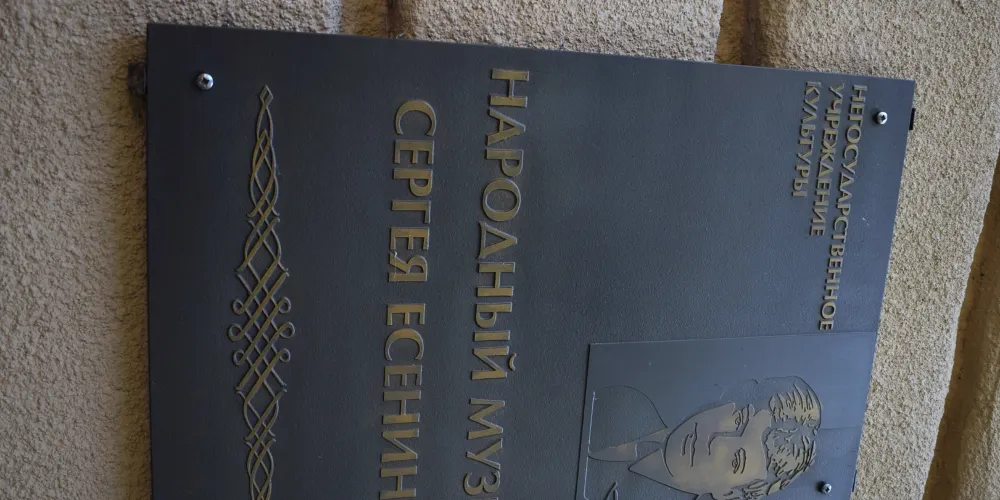 НЕГОСУДАРСТВЕННОЕ
УЧРЕЖДЕНИЕ
КУЛЬТУРЫ
НАРОДНЫЙ МУЗ
СЕРГЕЯ ЕСЕНИН